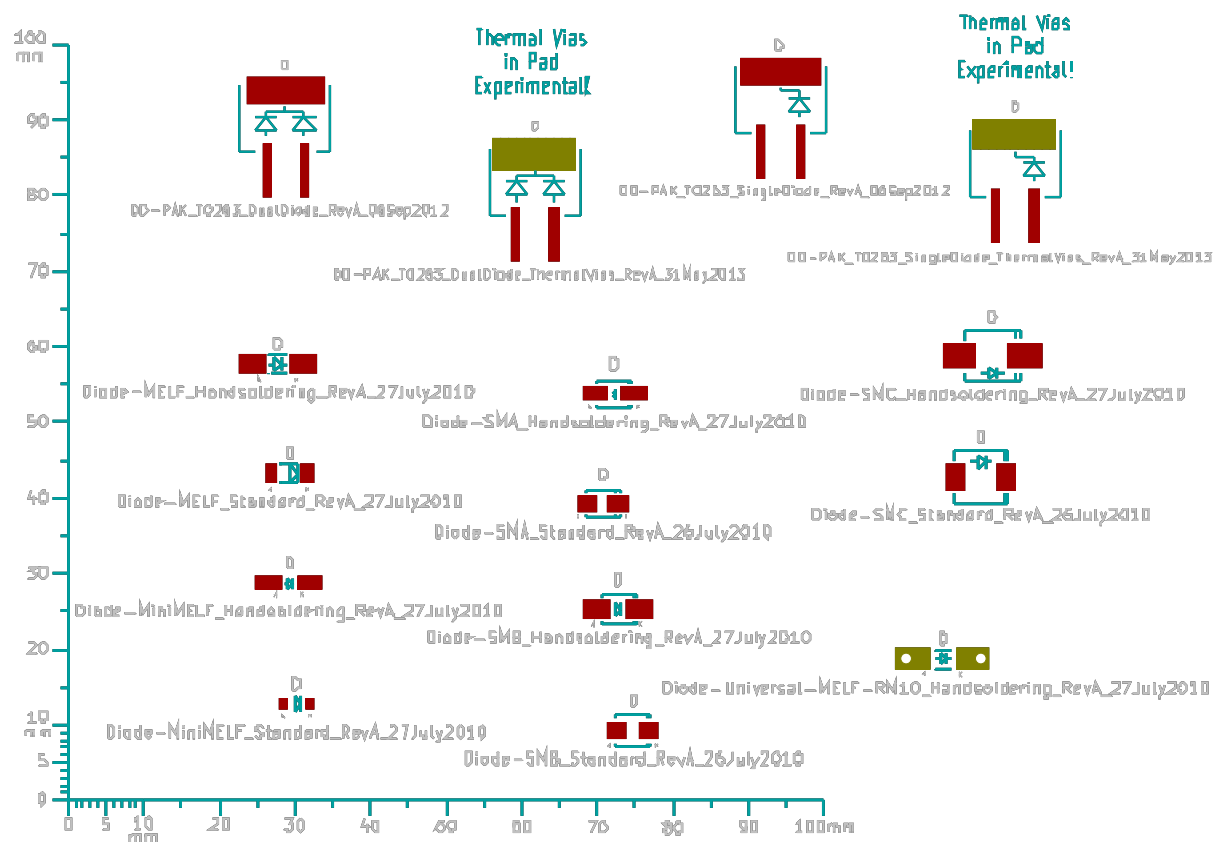 Thermal Vias
in Pad
Experimental!
Thermal Vias
in Pad
Experimental!
D
D
D
D
DD-PAK_TO263_DualDiode_RevA_06Sep2012
DD-PAK_TO263_SingleDiode_RevA_06Sep2012
DD-PAK_TO263_DualDiode_ThermalVias_RevA_31May2013
DD-PAK_TO263_SingleDiode_ThermalVias_RevA_31May2013
D
Diode-MELF_Handsoldering_RevA_27July2010
D
Diode-SMA_Handsoldering_RevA_27July2010
D
Diode-SMC_Handsoldering_RevA_27July2010
D
Diode-MELF_Standard_RevA_27July2010
D
Diode-SMA_Standard_RevA_26July2010
D
Diode-SMC_Standard_RevA_26July2010
D
Diode-MiniMELF_Handsoldering_RevA_27July2010
D
Diode-SMB_Handsoldering_RevA_27July2010
D
Diode-Universal-MELF-RM10_Handsoldering_RevA_27July2010
D
Diode-MiniMELF_Standard_RevA_27July2010
D
Diode-SMB_Standard_RevA_26July2010
100
mm
90
80
70
60
50
40
30
20
10
mm
5
0
0 5 10 20 30 40 50 60 70 80 90 100mm
mm